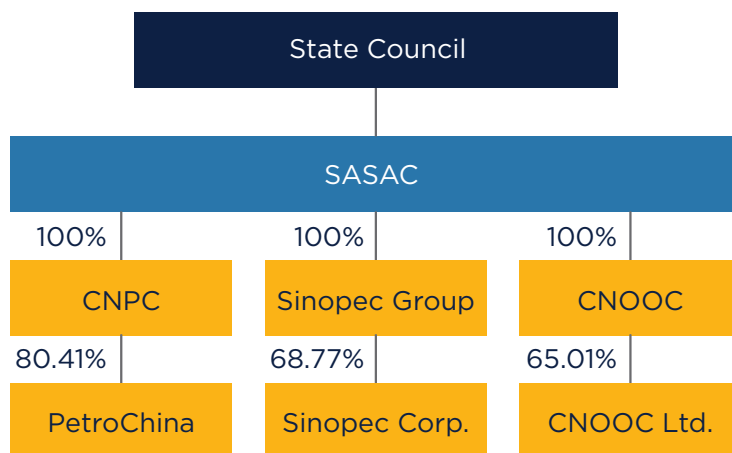 State Council
SASAC
100% 100% 100%
CNPC Sinopec Group CNOOC
80.41% 68.77% 65.01%
PetroChina Sinopec Corp. CNOOC Ltd.